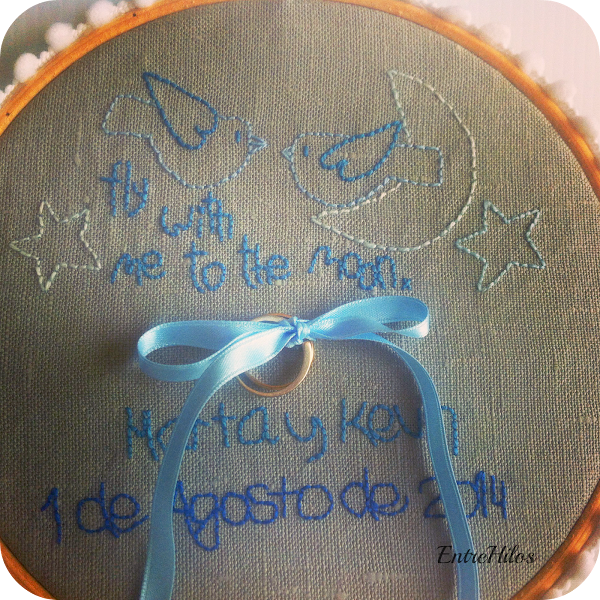 fly with
me to the moon.
Marta y Kevin
1 de Agosto de 2014
EntreHilos